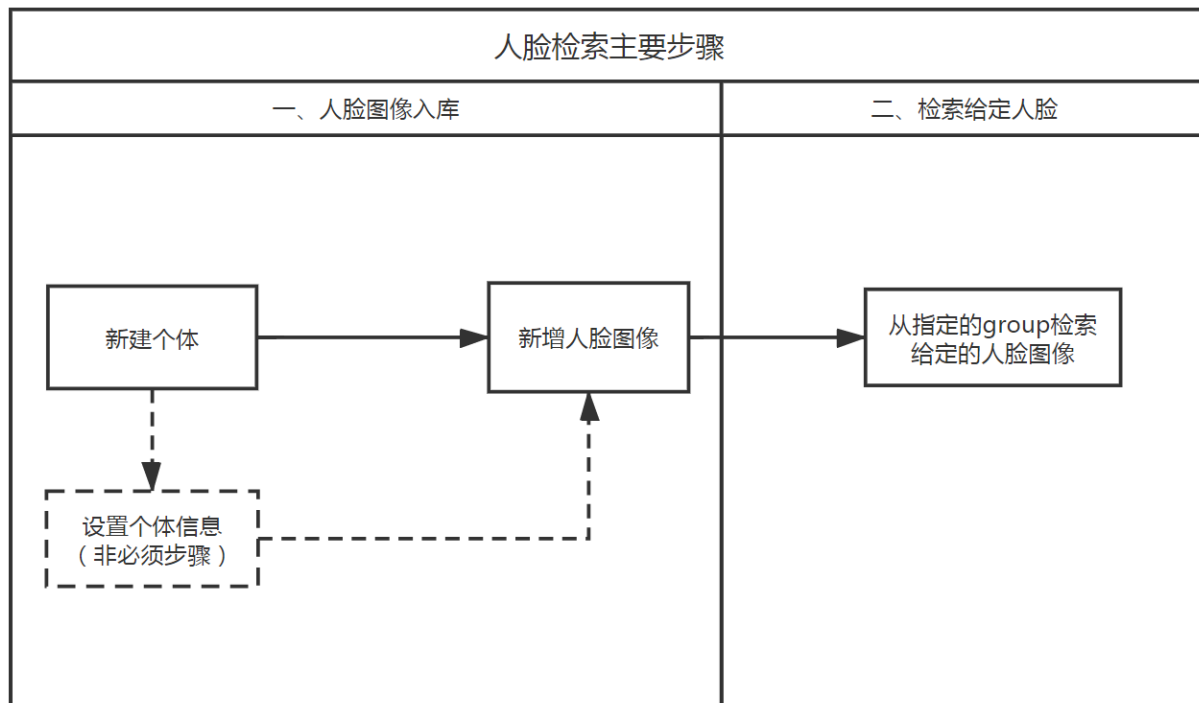 人脸检索主要步骤
一、人脸图像入库
二、检索给定人脸
新建个体
新增人脸图像
从指定的group检索
给定的人脸图像
设置个体信息
（非必须步骤）